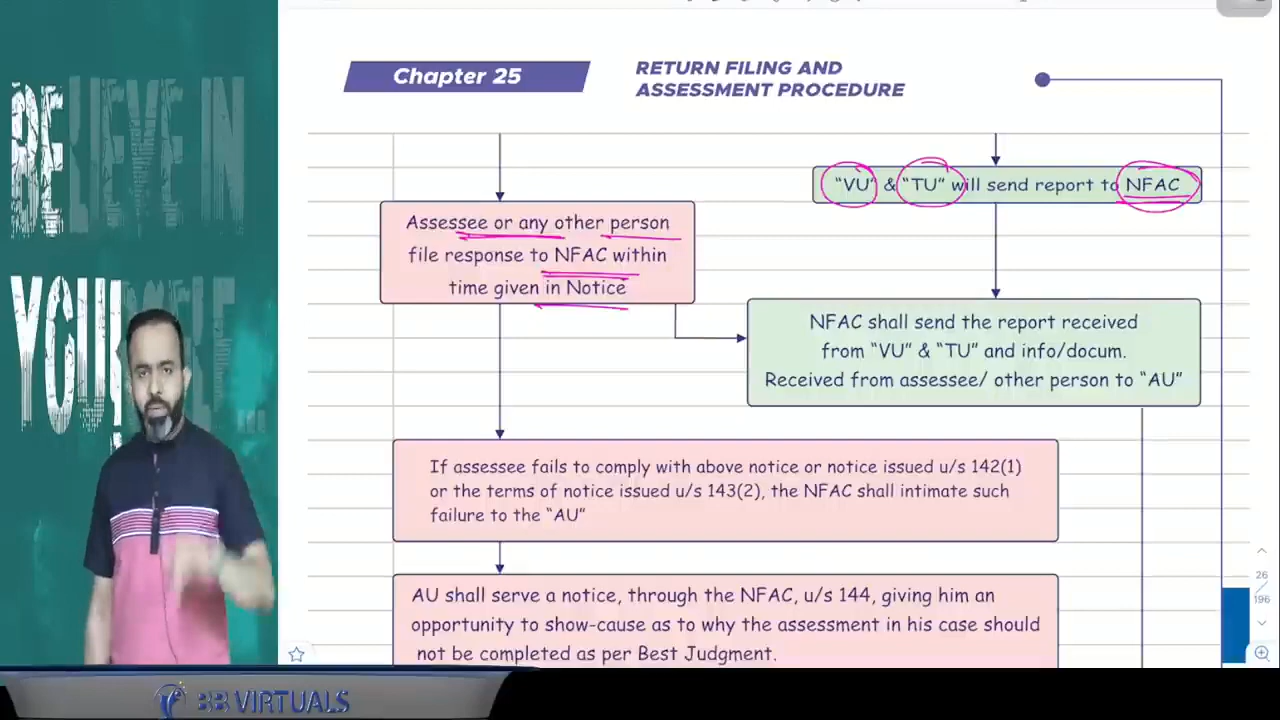 BELIEVE IN
YOURSELF...
Chapter 25
RETURN FILING AND
ASSESSMENT PROCEDURE
"VU" & "TU" will send report to NFAC
Assessee or any other person
file response to NFAC within
time given in Notice
NFAC shall send the report received
from "VU" & "TU" and info/docum.
Received from assessee/ other person to "AU"
If assessee fails to comply with above notice or notice issued u/s 142(1)
or the terms of notice issued u/s 143(2), the NFAC shall intimate such
failure to the "AU"
AU shall serve a notice, through the NFAC, u/s 144, giving him an
opportunity to show-cause as to why the assessment in his case should
not be completed as per Best Judgment.
26
196
BB VIRTUALS